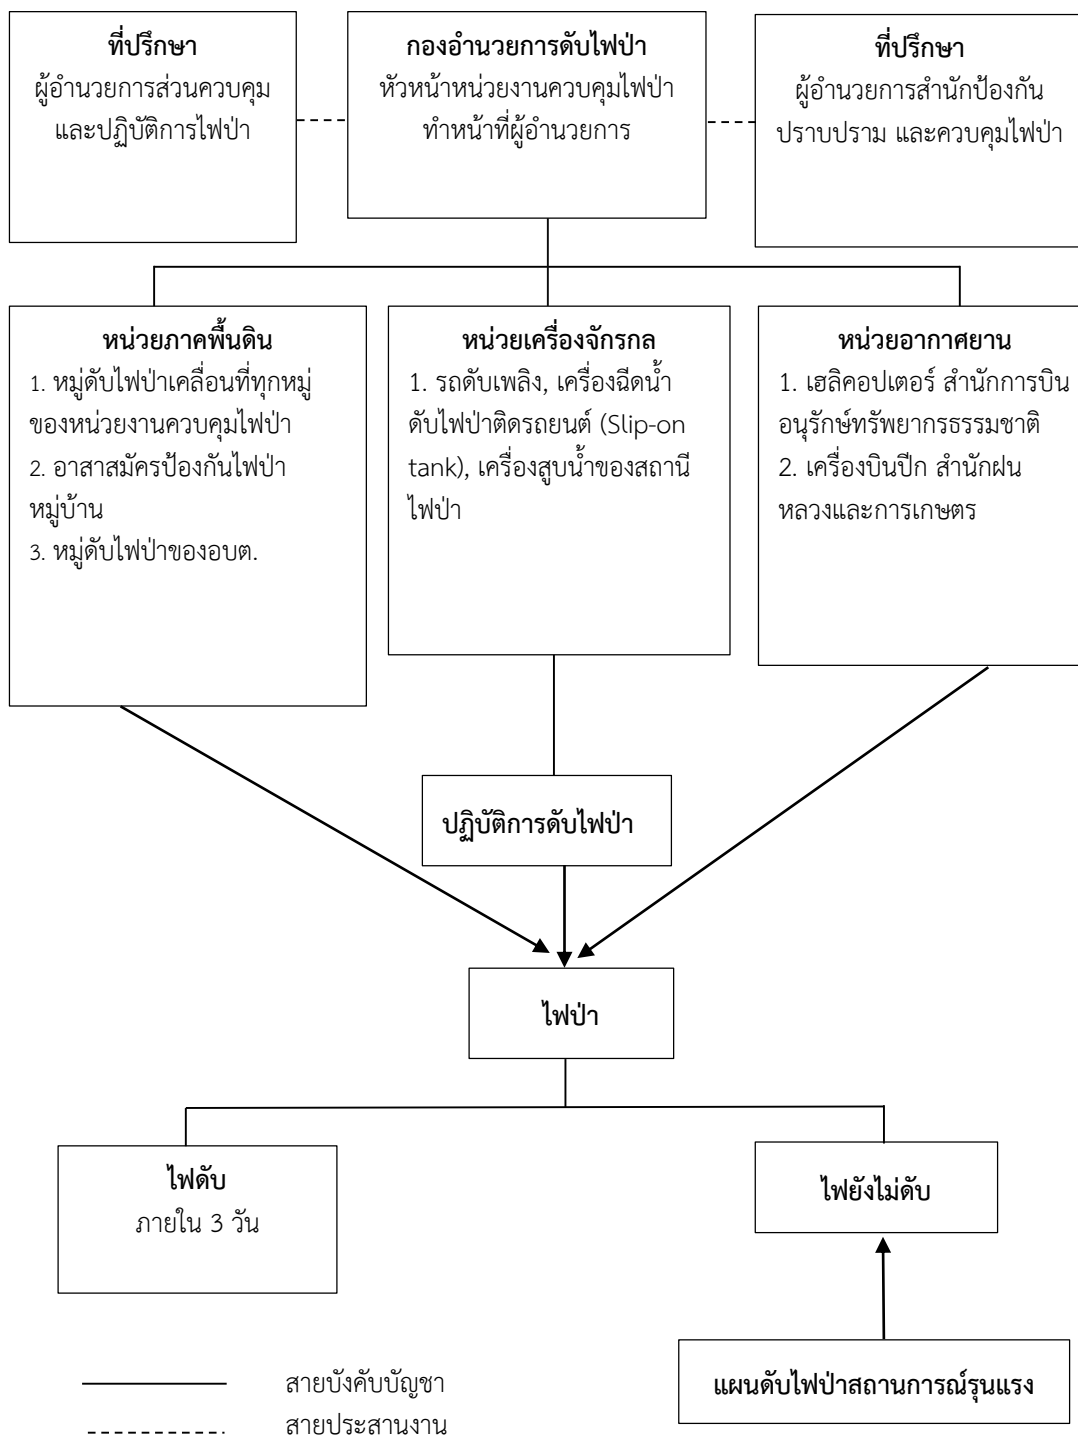 ที่ปรึกษา
ผู้อำนวยการส่วนควบคุม
และปฏิบัติการไฟป่า
กองอำนวยการดับไฟป่า
หัวหน้าหน่วยงานควบคุมไฟป่า
ทำหน้าที่ผู้อำนวยการ
ที่ปรึกษา
ผู้อำนวยการสำนักป้องกัน
ปราบปราม และควบคุมไฟป่า
หน่วยภาคพื้นดิน
1. หมู่ดับไฟป่าเคลื่อนที่ทุกหมู่
ของหน่วยงานควบคุมไฟป่า
2. อาสาสมัครป้องกันไฟป่า
หมู่บ้าน
3. หมู่ดับไฟป่าของอบต.
หน่วยเครื่องจักรกล
1. รถดับเพลิง, เครื่องฉีดน้ำ
ดับไฟป่าติดรถยนต์ (Slip-on
tank), เครื่องสูบน้ำของสถานี
ไฟป่า
หน่วยอากาศยาน
1. เฮลิคอปเตอร์ สำนักการบิน
อนุรักษ์ทรัพยากรธรรมชาติ
2. เครื่องบินปีก สำนักฝน
หลวงและการเกษตร
ปฏิบัติการดับไฟป่า
ไฟป่า
ไฟดับ
ภายใน 3 วัน
ไฟยังไม่ดับ
แผนดับไฟป่าสถานการณ์รุนแรง
สายบังคับบัญชา
สายประสานงาน